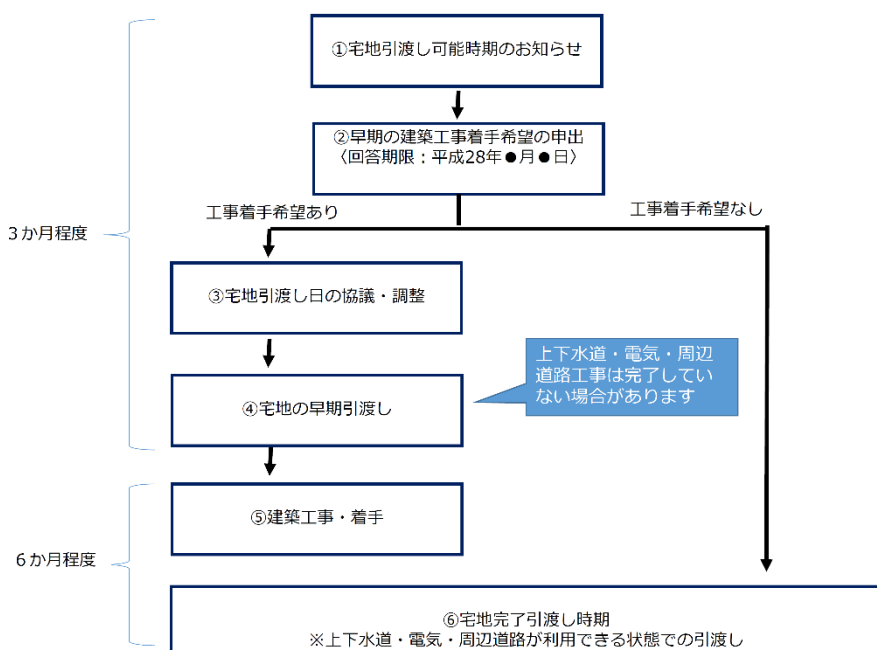 ①宅地引渡し可能時期のお知らせ
②早期の建築工事着手希望の申出
〈回答期限：平成28年●月●日〉
工事着手希望あり
工事着手希望なし
３か月程度
③宅地引渡し日の協議・調整
上下水道・電気・周辺
道路工事は完了してい
ない場合があります
④宅地の早期引渡し
⑤建築工事・着手
６か月程度
⑥宅地完了引渡し時期
※上下水道・電気・周辺道路が利用できる状態での引渡し